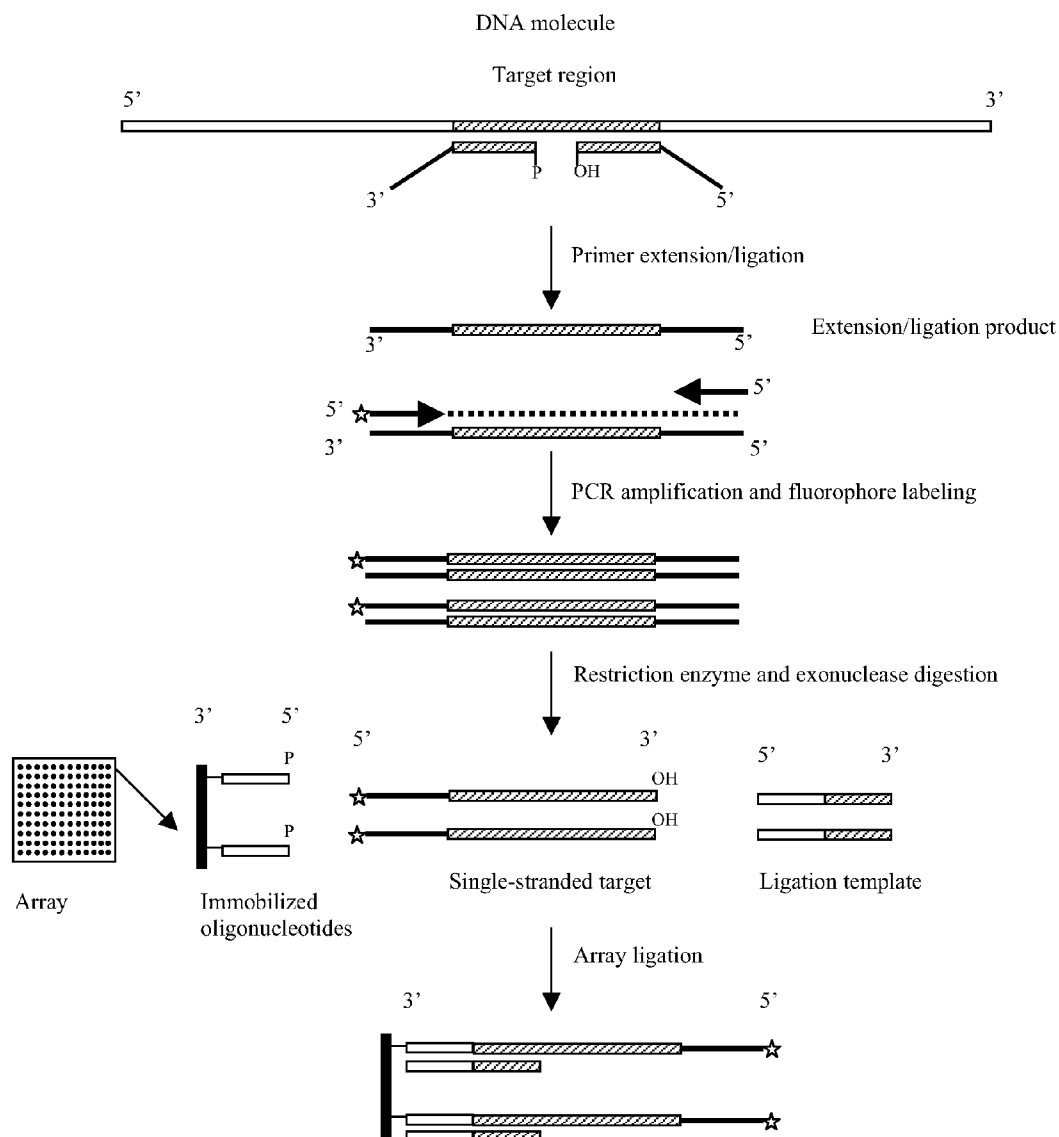 DNA molecule
Target region
5’ 3’
P OH
3’ 5’
Primer extension/ligation
Extension/ligation product
3’ 5’
5’
5’
3’ 5’
PCR amplification and fluorophore labeling
Restriction enzyme and exonuclease digestion
3’ 5’ 5’ 3’ 5’ 3’
P OH
P OH
Array
Immobilized
oligonucleotides
Single-stranded target
Ligation template
Array ligation
3’ 5’